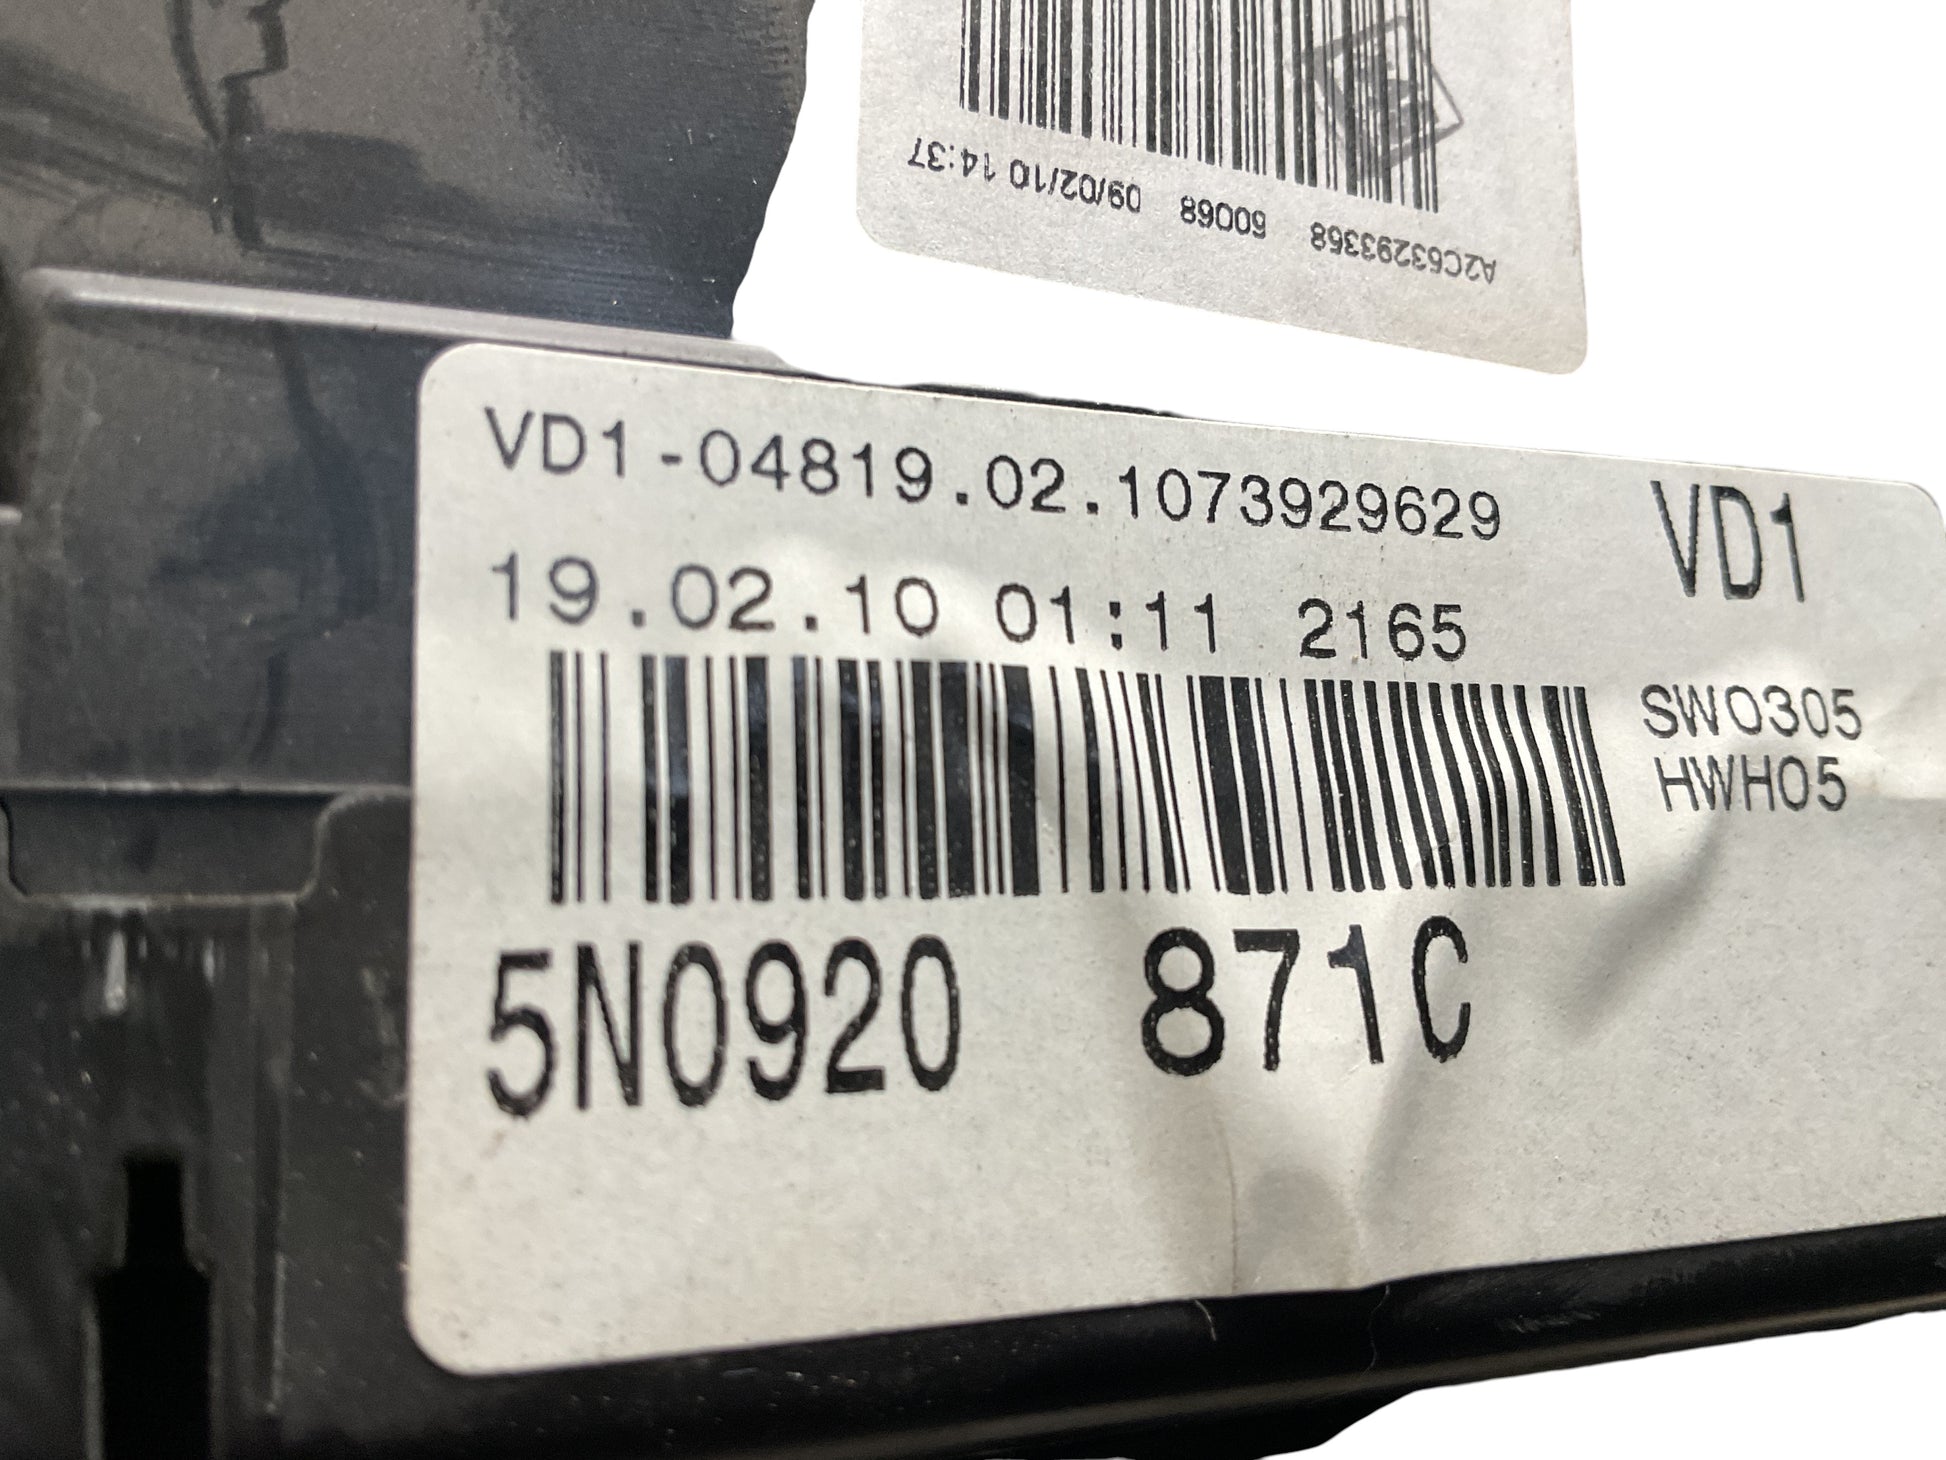 A2C63293368 60068 09/02/10 14:37
VD1-04819.02.1073929629
VD1
19.02.10 01:11 2165
SW0305
HWH05
5N0920 871C